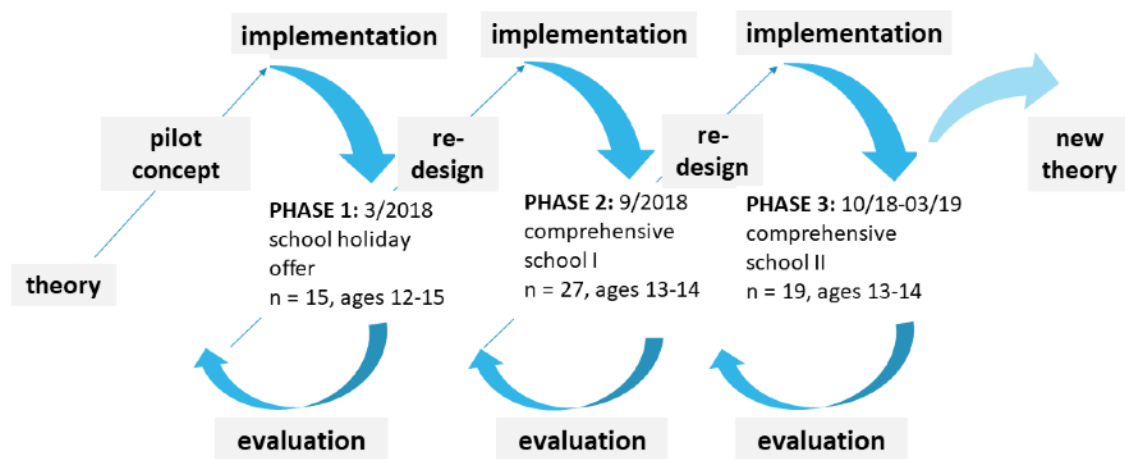 implementation
implementation
implementation
pilot
concept
re-
design
re-
design
new
theory
theory
PHASE 1: 3/2018
school holiday
offer
n = 15, ages 12-15
PHASE 2: 9/2018
comprehensive
school I
n = 27, ages 13-14
PHASE 3: 10/18-03/19
comprehensive
school II
n = 19, ages 13-14
evaluation
evaluation
evaluation